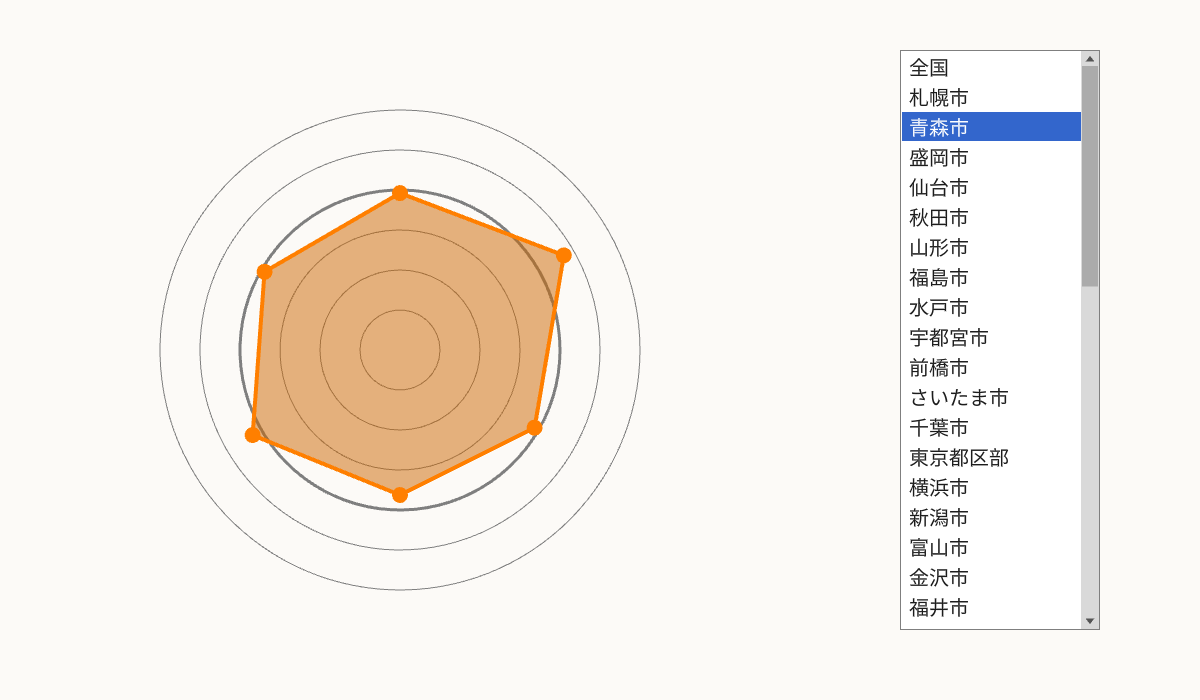 全国
札幌市
青森市
盛岡市
仙台市
秋田市
山形市
福島市
水戸市
宇都宮市
前橋市
さいたま市
千葉市
東京都区部
横浜市
新潟市
富山市
金沢市
福井市